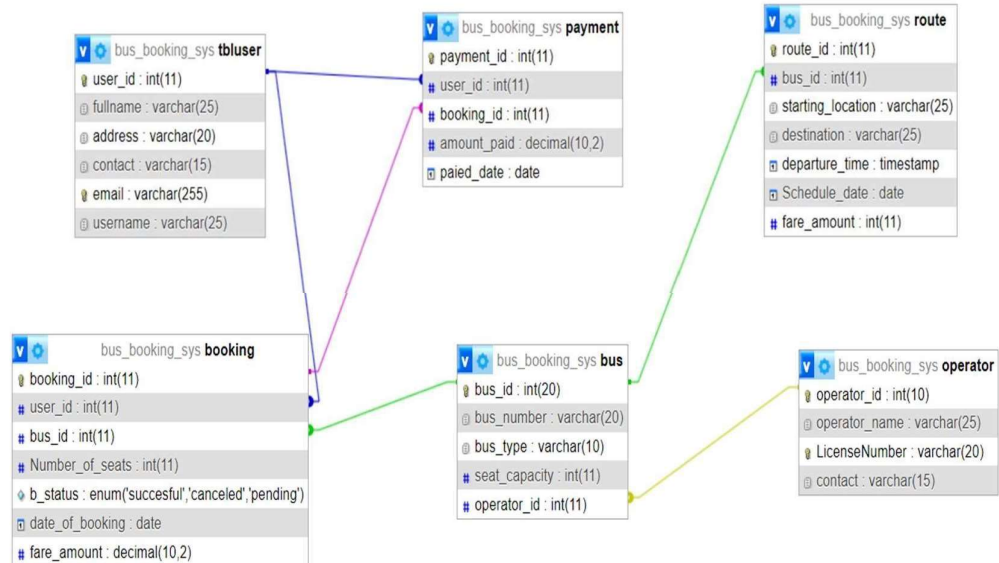 bus_booking_sys tbluser
user_id : int(11)
fullname : varchar(25)
address : varchar(20)
contact : varchar(15)
email : varchar(255)
username : varchar(25)
bus_booking_sys payment
payment_id : int(11)
user_id : int(11)
booking_id : int(11)
amount_paid : decimal(10,2)
paied_date : date
bus_booking_sys route
route_id : int(11)
bus_id : int(11)
starting_location : varchar(25)
destination : varchar(25)
departure_time : timestamp
Schedule_date : date
fare_amount : int(11)
bus_booking_sys booking
booking_id : int(11)
user_id : int(11)
bus_id : int(11)
Number_of_seats : int(11)
b_status : enum('succesful','canceled','pending')
date_of_booking : date
fare_amount : decimal(10,2)
bus_booking_sys bus
bus_id : int(20)
bus_number : varchar(20)
bus_type : varchar(10)
seat_capacity : int(11)
operator_id : int(11)
bus_booking_sys operator
operator_id : int(10)
operator_name : varchar(25)
LicenseNumber : varchar(20)
contact : varchar(15)